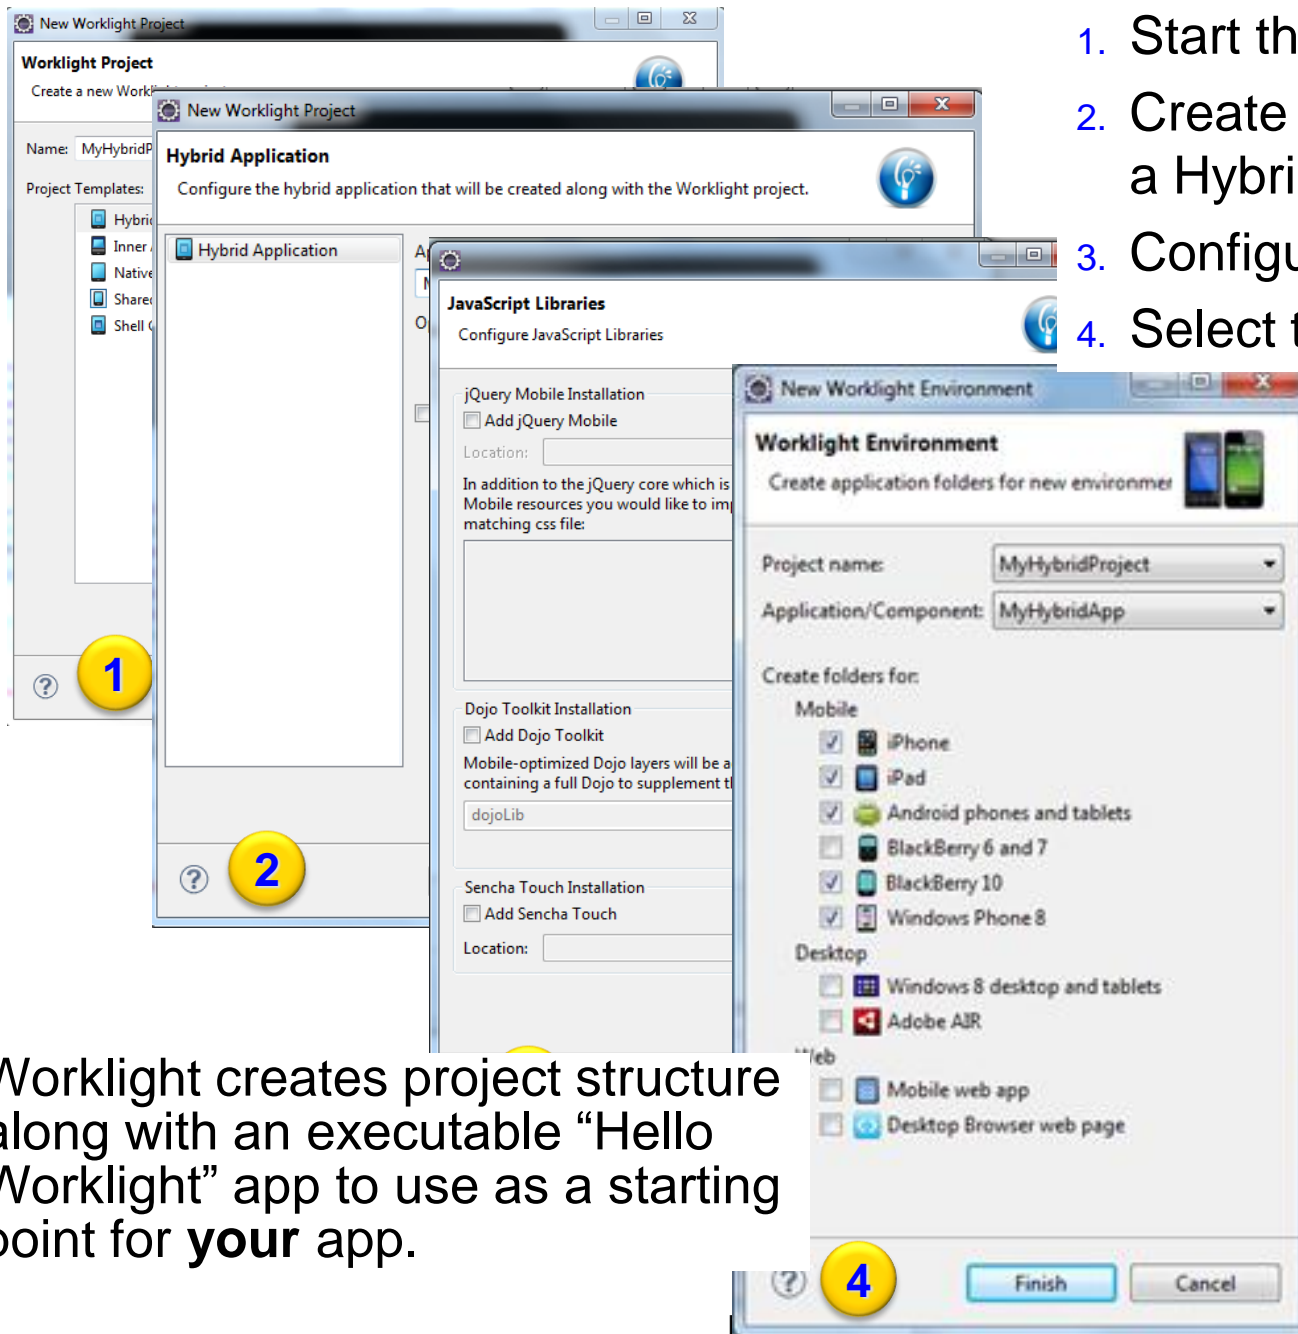 New Worklight Project
Worklight Project
Create a new
Name: MyHybridP
Project Templates:
Hybri
Inner
Native
Shared
Shell
1
New Worklight Project
Hybrid Application
Configure the hybrid application that will be created along with the Worklight project.
Hybrid Application
2
JavaScript Libraries
Configure JavaScript Libraries
jQuery Mobile Installation
Add jQuery Mobile
Location:
In addition to the jQuery core which is
Mobile resources you would like to imp
matching css file:
Dojo Toolkit Installation
Add Dojo Toolkit
Mobile-optimized Dojo layers will be a
containing a full Dojo to supplement th
dojoLib
Sencha Touch Installation
Add Sencha Touch
Location:
1. Start th
2. Create
a Hybri
3. Configu
4. Select t
New Worklight Environment
Worklight Environment
Create application folders for new environmer
Project name: MyHybridProject
Application/Component: MyHybridApp
Create folders for:
Mobile
iPhone
iPad
Android phones and tablets
BlackBerry 6 and 7
BlackBerry 10
Windows Phone 8
Desktop
Windows 8 desktop and tablets
Adobe AIR
Web
Mobile web app
Desktop Browser web page
4
Finish Cancel
Worklight creates project structure
along with an executable “Hello
Worklight” app to use as a starting
point for your app.